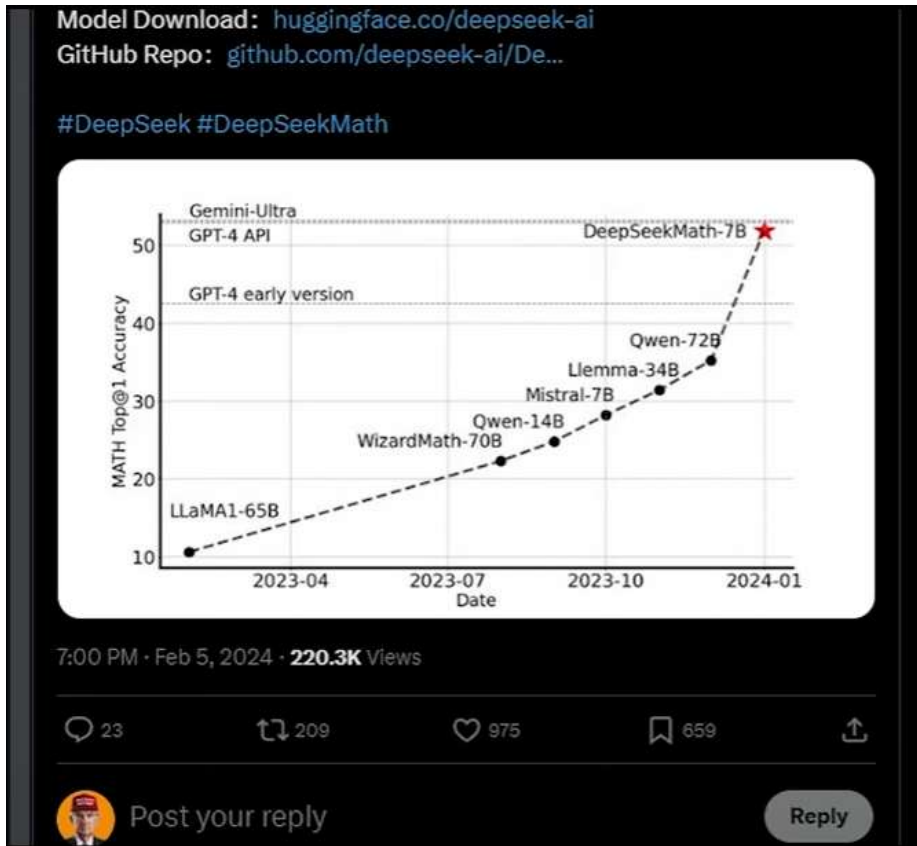 Model Download: huggingface.co/deepseek-ai
GitHub Repo: github.com/deepseek-ai/De...
#DeepSeek #DeepSeekMath
Gemini-Ultra
GPT-4 API
DeepSeekMath-7B
50
GPT-4 early version
40
Qwen-72B
Llemma-34B
30
Mistral-7B
Qwen-14B
WizardMath-70B
20
LLaMA1-65B
10
MATH Top@1 Accuracy
2023-04 2023-07 2023-10 2024-01
Date
7:00 PM · Feb 5, 2024 · 220.3K Views
23 209 975 659
Post your reply
Reply